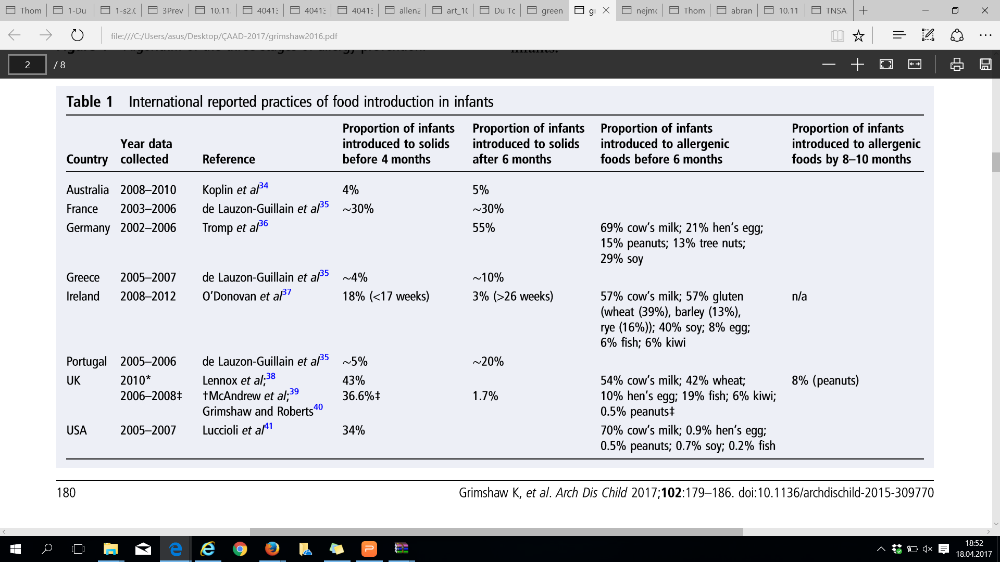 Thom 1-Du 1-s2.0 3Prev 10.11 4041 4041 4041 allen2 art_10 Du To green gr nejm Thom abran 10.11 TNSA
file:///C:/Users/asus/Desktop/ÇAAD-2017/grimshaw2016.pdf
infants.
2 / 8
Table 1 International reported practices of food introduction in infants
Country Year data collected Reference Proportion of infants introduced to solids before 4 months Proportion of infants introduced to solids after 6 months Proportion of infants introduced to allergenic foods before 6 months Proportion of infants introduced to allergenic foods by 8–10 months
Australia 2008–2010 Koplin et al34 4% 5%
France 2003–2006 de Lauzon-Guillain et al35 ~30% ~30%
Germany 2002–2006 Tromp et al36 55% 69% cow's milk; 21% hen's egg;
15% peanuts; 13% tree nuts;
29% soy
Greece 2005–2007 de Lauzon-Guillain et al35 ~4% ~10%
Ireland 2008–2012 O'Donovan et al37 18% (<17 weeks) 3% (>26 weeks) 57% cow's milk; 57% gluten n/a
(wheat (39%), barley (13%),
rye (16%)); 40% soy; 8% egg;
6% fish; 6% kiwi
Portugal 2005–2006 de Lauzon-Guillain et al35 ~5% ~20%
UK 2010* Lennox et al;38 43% 54% cow's milk; 42% wheat; 8% (peanuts)
2006–2008‡ †McAndrew et al;39 36.6%‡ 1.7% 10% hen's egg; 19% fish; 6% kiwi;
Grimshaw and Roberts40 0.5% peanuts‡
USA 2005–2007 Luccioli et al41 34% 70% cow's milk; 0.9% hen's egg;
0.5% peanuts; 0.7% soy; 0.2% fish
180 Grimshaw K, et al. Arch Dis Child 2017;102:179–186. doi:10.1136/archdischild-2015-309770
18:52
18.04.2017